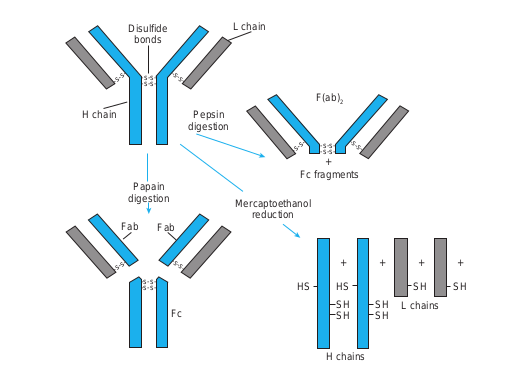 Disulfide
bonds
L chain
S-S
S-S
S-S
S-S
H chain
Pepsin
digestion
F(ab)2
S-S
S-S
S-S
S-S
+
Fc fragments
Papain
digestion
Mercaptoethanol
reduction
Fab
Fab
S-S
S-S
S-S
S-S
Fc
+
+
+
+
HS
HS
SH
SH
SH
SH
SH
SH
L chains
H chains